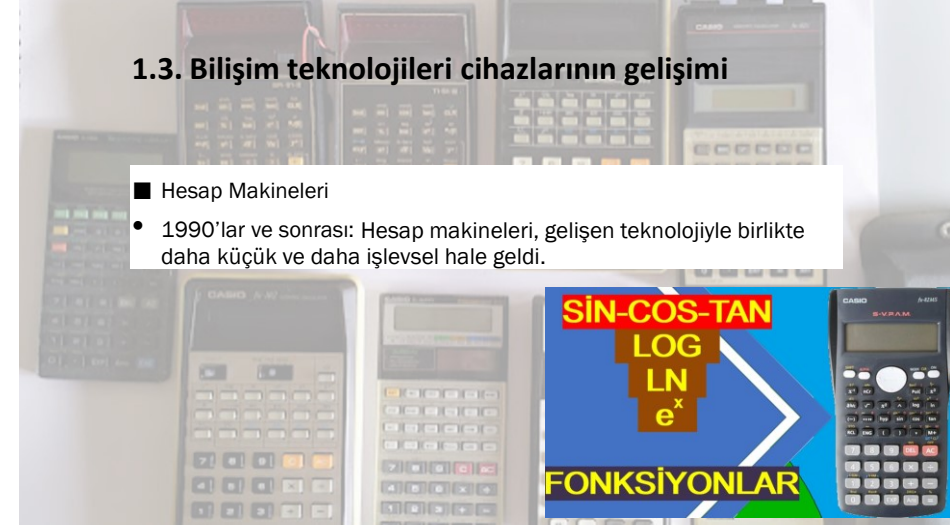 1.3. Bilişim teknolojileri cihazlarının gelişimi
■ Hesap Makineleri
• 1990’lar ve sonrası: Hesap makineleri, gelişen teknolojiyle birlikte
daha küçük ve daha işlevsel hale geldi.
SİN-COS-TAN
LOG
LN
eˣ
FONKSİYONLAR
CASIO
S-V.P.A.M.